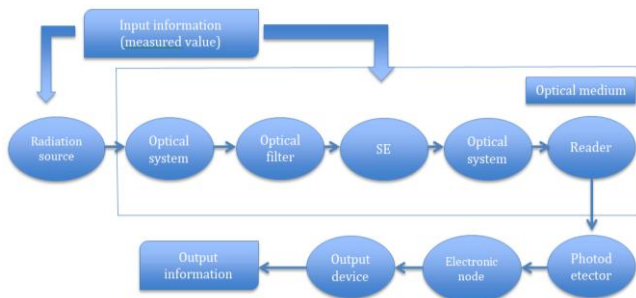 Input information
(measured value)
Optical medium
Radiation
source
Optical
system
Optical
filter
SE
Optical
system
Reader
Output
information
Output
device
Electronic
node
Photod
etector